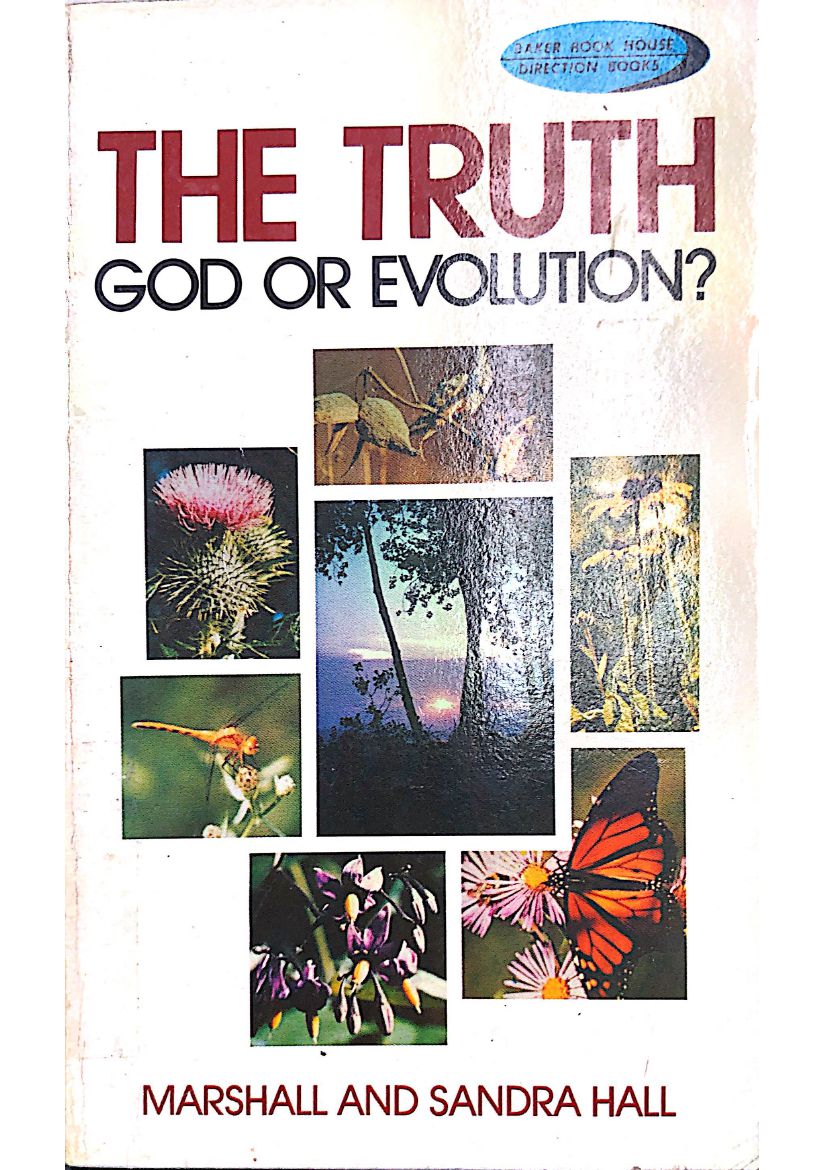 BAKER BOOK HOUSE
DIRECTION BOOKS
THE TRUTH
GOD OR EVOLUTION?
MARSHALL AND SANDRA HALL